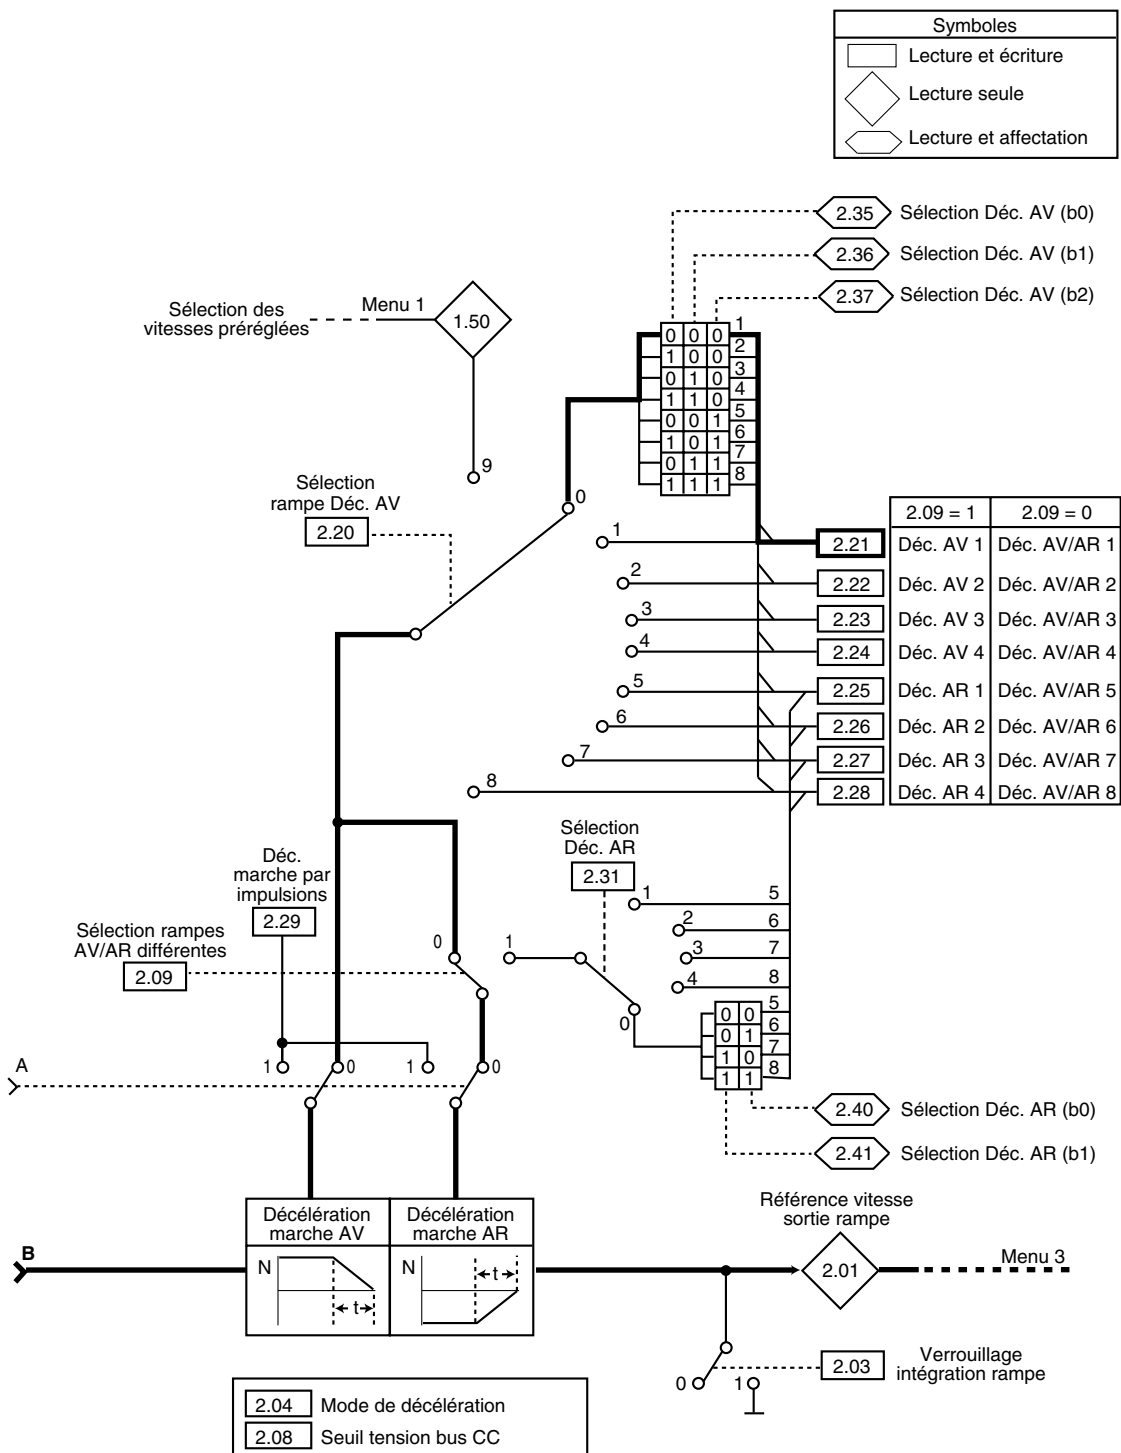 Symboles
Lecture et écriture
Lecture seule
Lecture et affectation
2.35 Sélection Déc. AV (b0)
2.36 Sélection Déc. AV (b1)
2.37 Sélection Déc. AV (b2)
Sélection des
vitesses préréglées
Menu 1
1.50
9
0 0 0 1
1 0 0 2
0 1 0 3
1 1 0 4
0 0 1 5
1 0 1 6
0 1 1 7
1 1 1 8
Sélection
rampe Déc. AV
2.20
0
2.09 = 1 2.09 = 0
1 2.21 Déc. AV 1 Déc. AV/AR 1
2 2.22 Déc. AV 2 Déc. AV/AR 2
3 2.23 Déc. AV 3 Déc. AV/AR 3
4 2.24 Déc. AV 4 Déc. AV/AR 4
5 2.25 Déc. AR 1 Déc. AV/AR 5
6 2.26 Déc. AR 2 Déc. AV/AR 6
7 2.27 Déc. AR 3 Déc. AV/AR 7
8 2.28 Déc. AR 4 Déc. AV/AR 8
Sélection
Déc. AR
2.31
Déc.
marche par
impulsions
2.29
Sélection rampes
AV/AR différentes
2.09
0 1
1 5
2 6
3 7
4 8
0
0 0 5
0 1 6
1 0 7
1 1 8
A
1 0 1 0
2.40 Sélection Déc. AR (b0)
2.41 Sélection Déc. AR (b1)
Décélération
marche AV
N
t
Décélération
marche AR
N
t
B
Référence vitesse
sortie rampe
2.01
Menu 3
0 1
2.03
Verrouillage
intégration rampe
2.04 Mode de décélération
2.08 Seuil tension bus CC